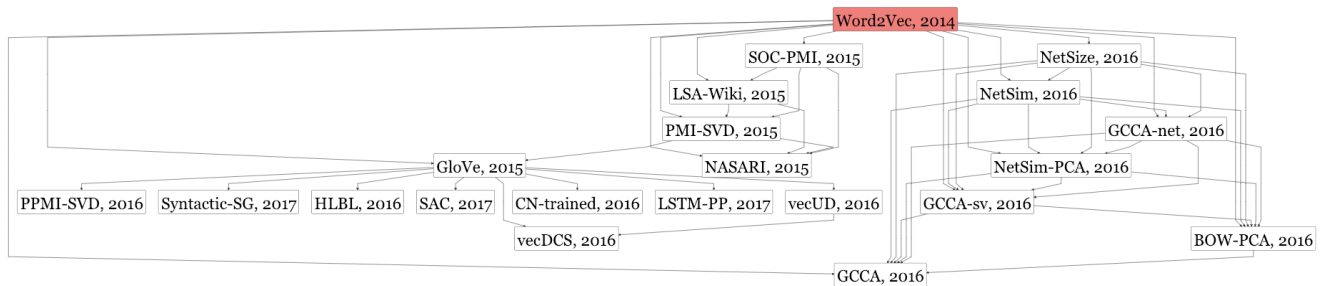 Word2Vec, 2014
SOC-PMI, 2015
NetSize, 2016
LSA-Wiki, 2015
NetSim, 2016
PMI-SVD, 2015
GCCA-net, 2016
GloVe, 2015
NASARI, 2015
NetSim-PCA, 2016
PPMI-SVD, 2016
Syntactic-SG, 2017
HLBL, 2016
SAC, 2017
CN-trained, 2016
LSTM-PP, 2017
vecUD, 2016
GCCA-sv, 2016
vecDCS, 2016
BOW-PCA, 2016
GCCA, 2016